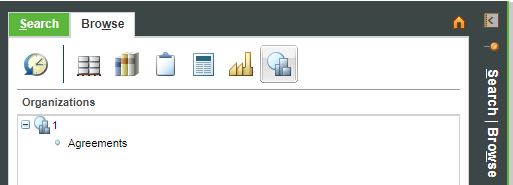 Search Browse
Organizations
1
Agreements
Search | Browse